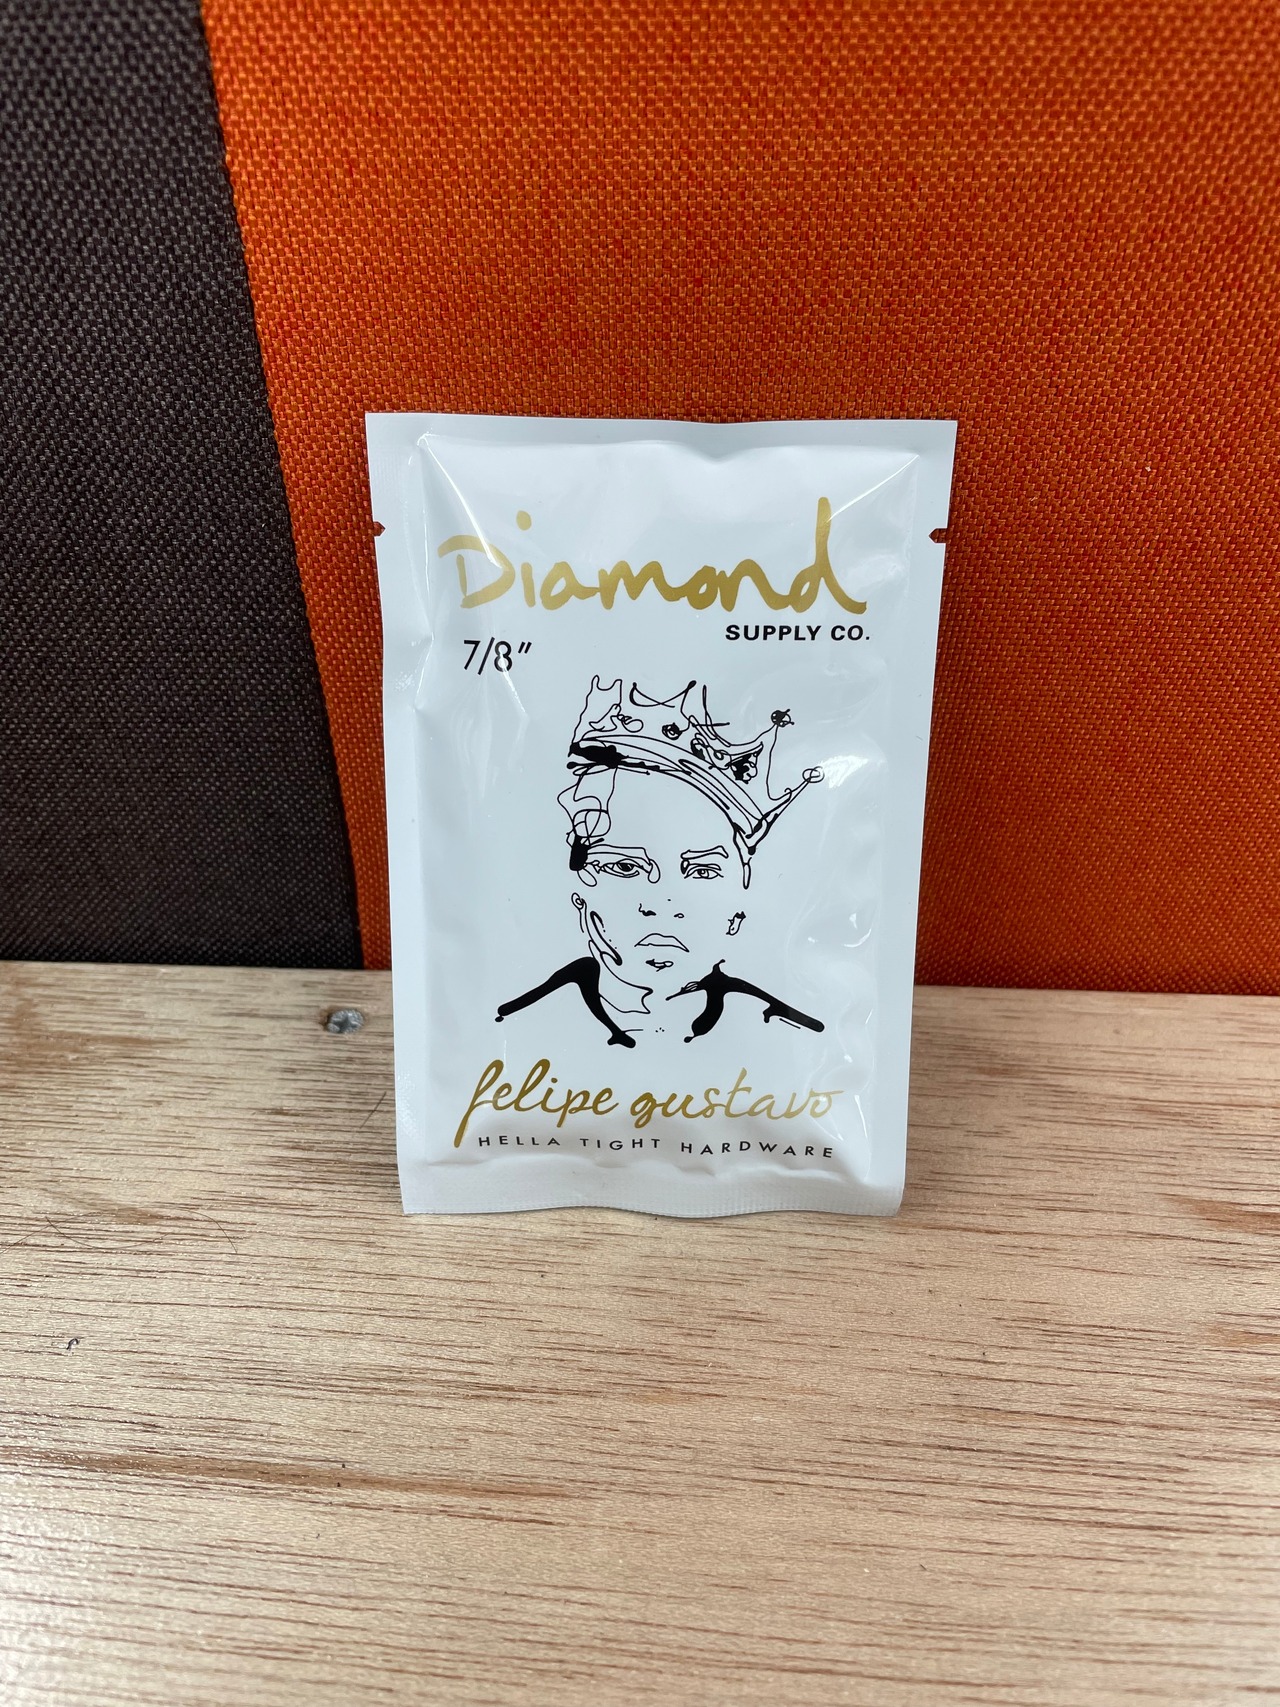 Diamond
SUPPLY CO.
7/8"
felipe gustavo
HELLA TIGHT HARDWARE